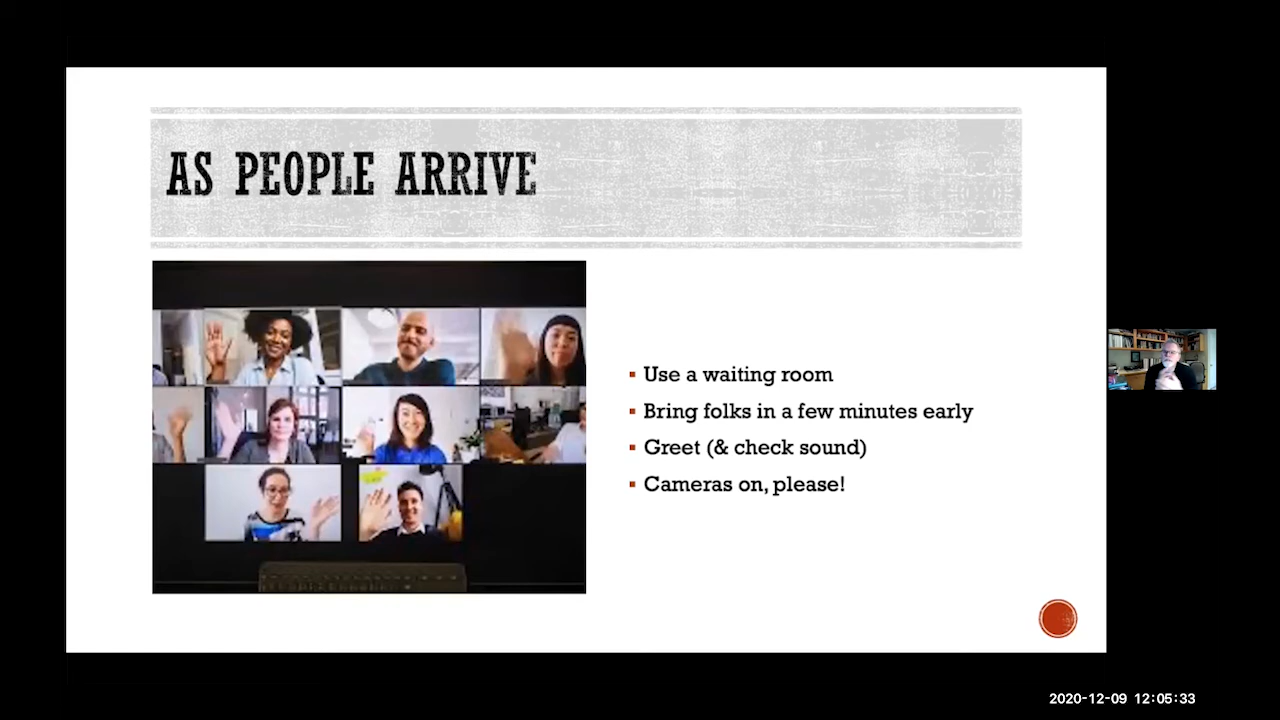 AS PEOPLE ARRIVE
▪ Use a waiting room
▪ Bring folks in a few minutes early
▪ Greet (& check sound)
▪ Cameras on, please!
2020-12-09 12:05:33